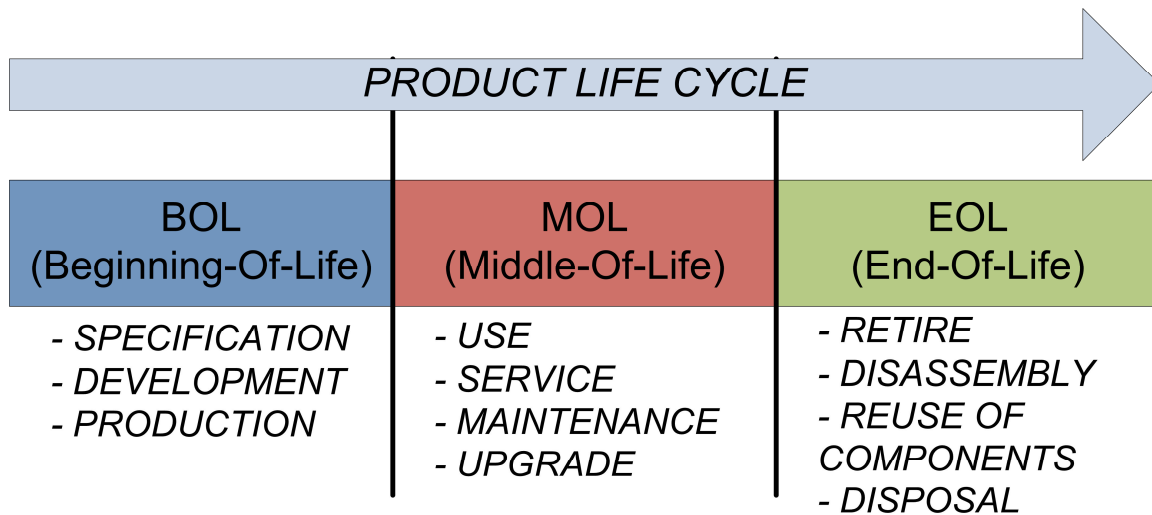 PRODUCT LIFE CYCLE
BOL
(Beginning-Of-Life)
- SPECIFICATION
- DEVELOPMENT
- PRODUCTION
MOL
(Middle-Of-Life)
- USE
- SERVICE
- MAINTENANCE
- UPGRADE
EOL
(End-Of-Life)
- RETIRE
- DISASSEMBLY
- REUSE OF
COMPONENTS
- DISPOSAL